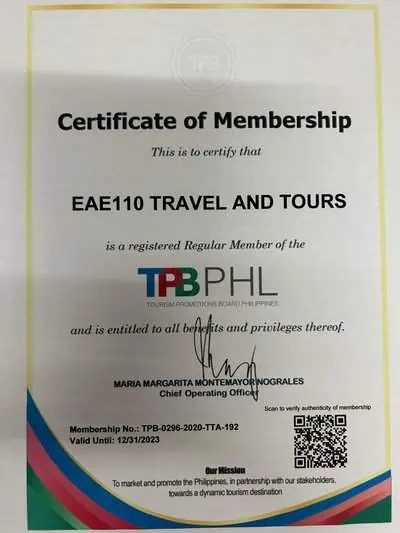 TPB
Certificate of Membership
This is to certify that
EAE110 TRAVEL AND TOURS
is a registered Regular Member of the
TPBPHL
TOURISM PROMOTIONS BOARD PHILIPPINES
and is entitled to all benefits and privileges thereof.
MARIA MARGARITA MONTEMAYOR NOGRALES
Chief Operating Officer
Scan to verify authenticity of membership
Membership No.: TPB-0296-2020-TTA-192
Valid Until: 12/31/2023
Our Mission
To market and promote the Philippines, in partnership with our stakeholders,
towards a dynamic tourism destination